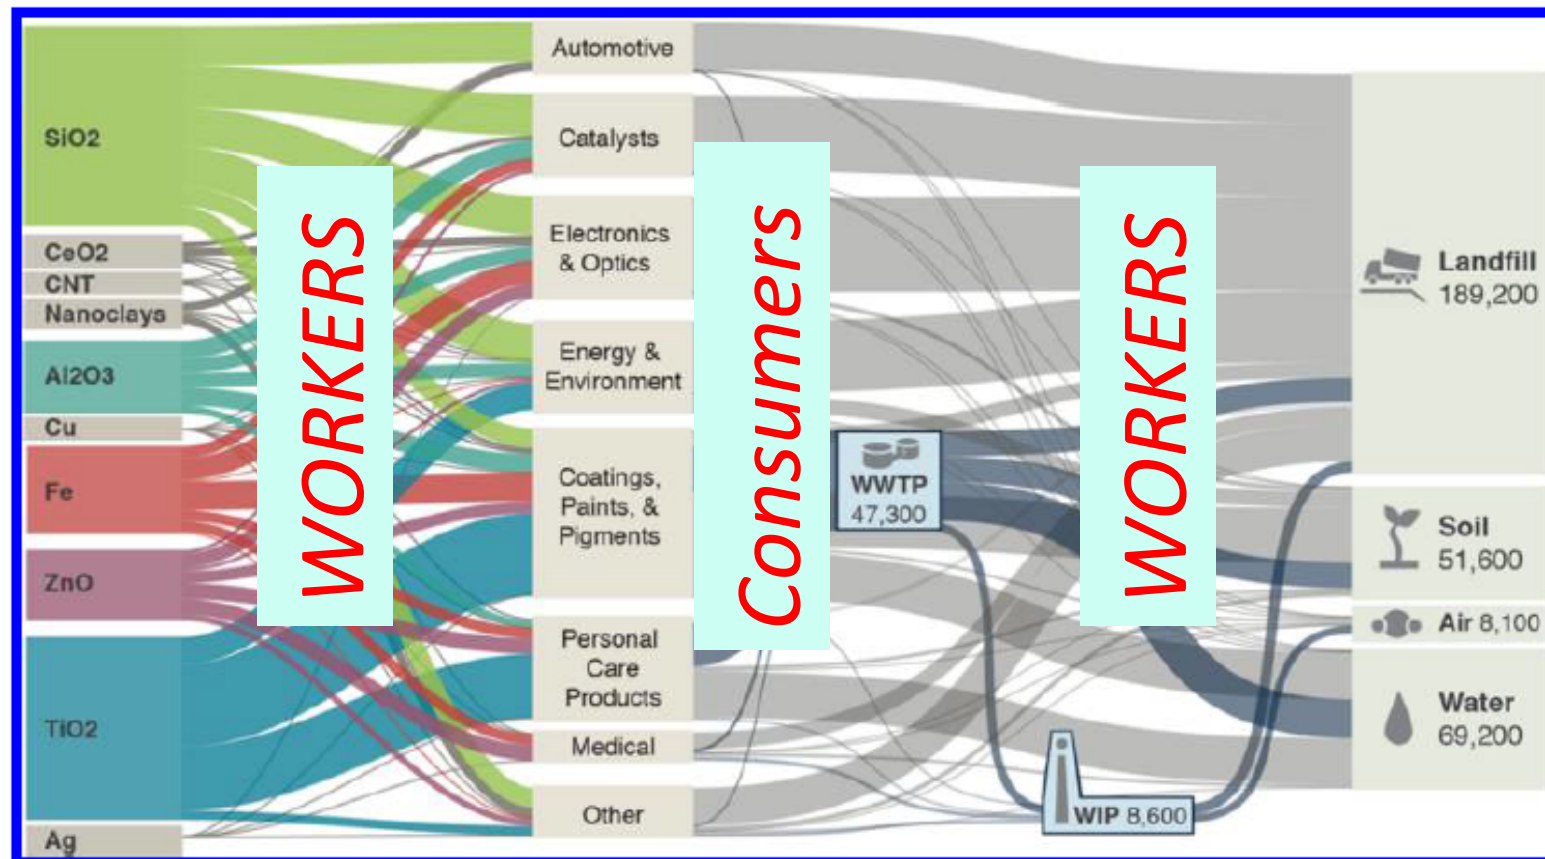 SiO2
CeO2
CNT
Nanoclays
Al2O3
Cu
Fe
ZnO
TiO2
Ag
WORKERS
Automotive
Catalysts
Electronics
& Optics
Energy &
Environment
Coatings,
Paints, &
Pigments
Personal
Care
Products
Medical
Other
Consumers
WWTP
47,300
WORKERS
WIP 8,600
Landfill
189,200
Soil
51,600
Air 8,100
Water
69,200